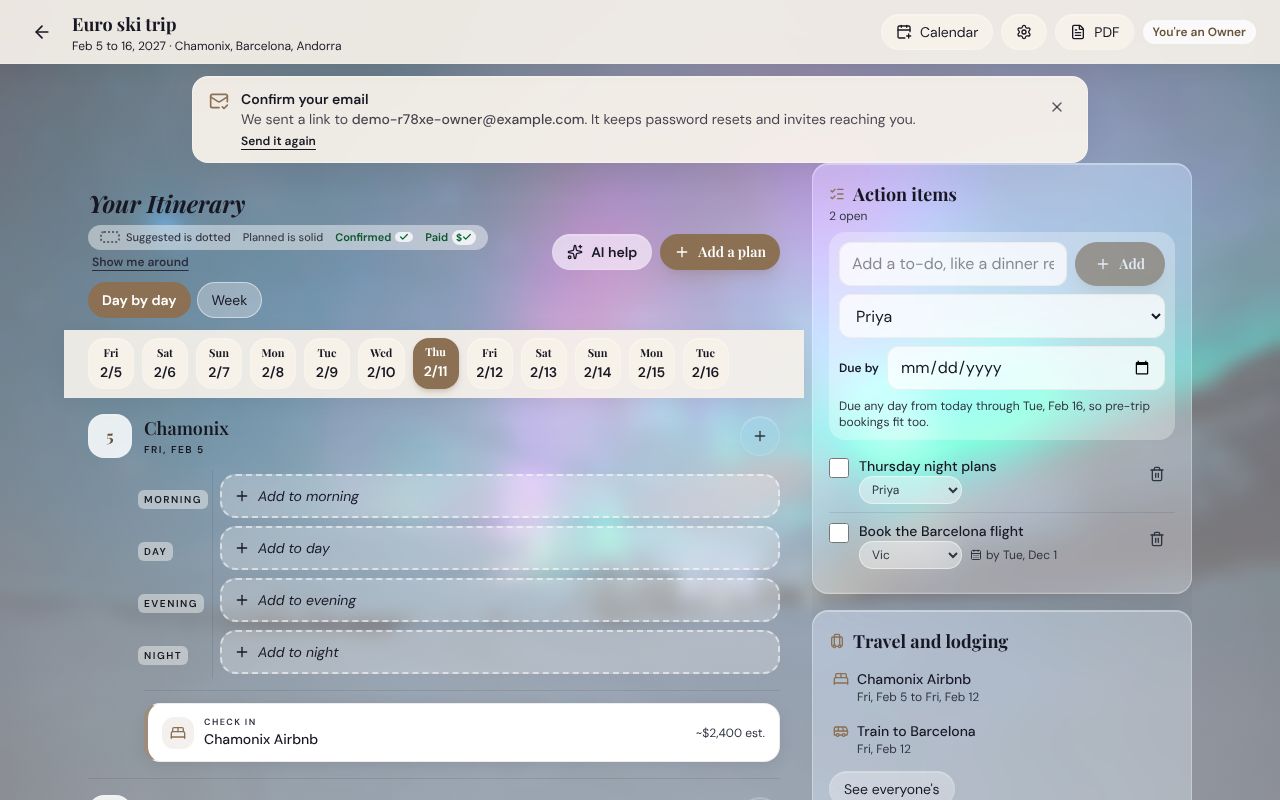 Euro ski trip
Feb 5 to 16, 2027 · Chamonix, Barcelona, Andorra
Calendar
PDF
You're an Owner
Confirm your email
We sent a link to demo-r78xe-owner@example.com. It keeps password resets and invites reaching you.
Send it again
Your Itinerary
Suggested is dotted Planned is solid Confirmed Paid $
Show me around
AI help
Add a plan
Day by day
Week
Fri 2/5
Sat 2/6
Sun 2/7
Mon 2/8
Tue 2/9
Wed 2/10
Thu 2/11
Fri 2/12
Sat 2/13
Sun 2/14
Mon 2/15
Tue 2/16
5
Chamonix
FRI, FEB 5
MORNING
Add to morning
DAY
Add to day
EVENING
Add to evening
NIGHT
Add to night
CHECK IN
Chamonix Airbnb
~$2,400 est.
Action items
2 open
Add a to-do, like a dinner re
Add
Priya
Due by
mm/dd/yyyy
Due any day from today through Tue, Feb 16, so pre-trip
bookings fit too.
Thursday night plans
Priya
Book the Barcelona flight
Vic
by Tue, Dec 1
Travel and lodging
Chamonix Airbnb
Fri, Feb 5 to Fri, Feb 12
Train to Barcelona
Fri, Feb 12
See everyone's